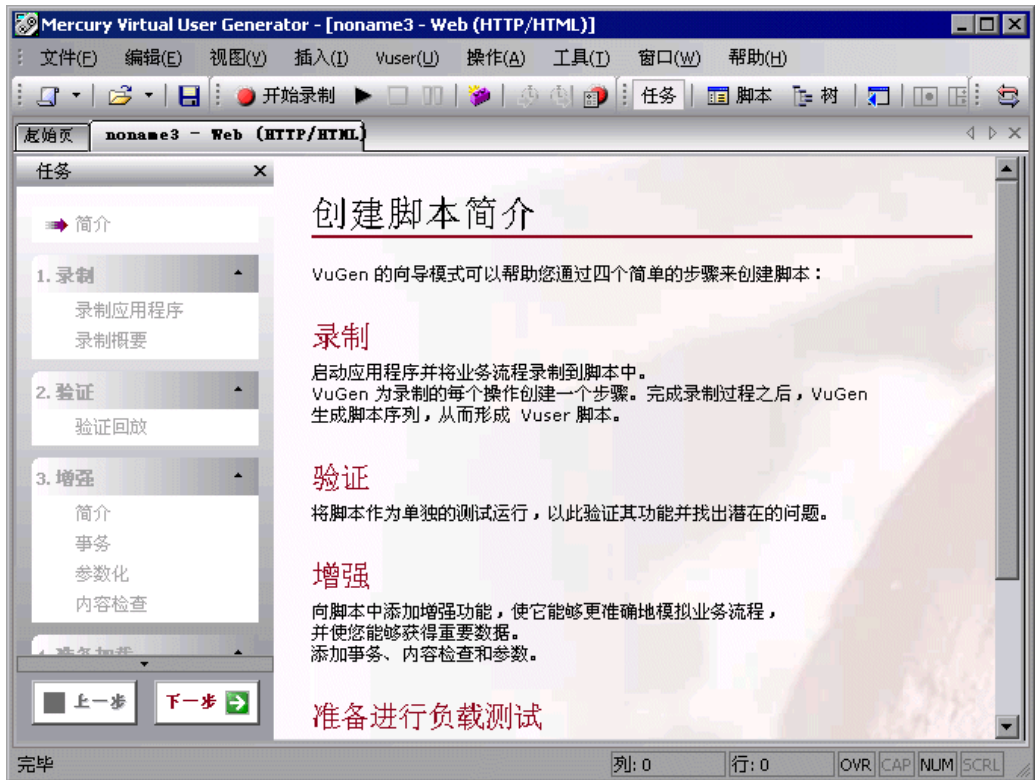 Mercury Virtual User Generator - [noname3 - Web (HTTP/HTML)]
文件(F) 编辑(E) 视图(V) 插入(I) Vuser(U) 操作(A) 工具(T) 窗口(W) 帮助(H)
开始录制 任务 脚本 树
起始页 noname3 - Web (HTTP/HTML)
任务
简介
1. 录制
录制应用程序
录制概要
2. 验证
验证回放
3. 增强
简介
事务
参数化
内容检查
4. 准备加载
上一步 下一步
创建脚本简介
VuGen 的向导模式可以帮助您通过四个简单的步骤来创建脚本：
录制
启动应用程序并将业务流程录制到脚本中。
VuGen 为录制的每个操作创建一个步骤。完成录制过程之后，VuGen
生成脚本序列，从而形成 Vuser 脚本。
验证
将脚本作为单独的测试运行，以此验证其功能并找出潜在的问题。
增强
向脚本中添加增强功能，使它能够更准确地模拟业务流程，
并使您能够获得重要数据。
添加事务、内容检查和参数。
准备进行负载测试
完毕 列: 0 行: 0 OVR CAP NUM SCRL